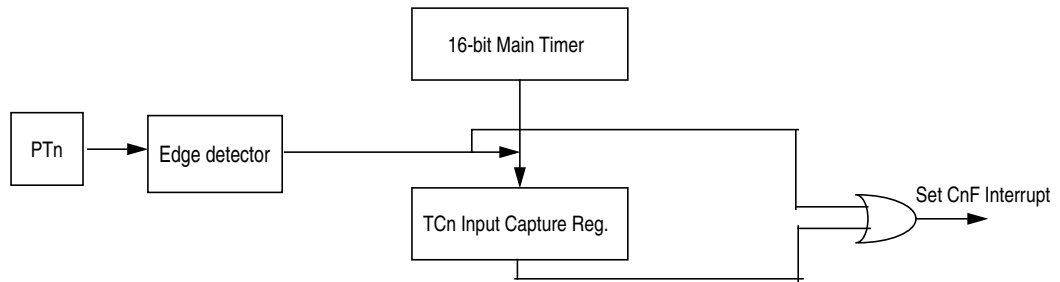 16-bit Main Timer
PTn
Edge detector
TCn Input Capture Reg.
Set CnF Interrupt